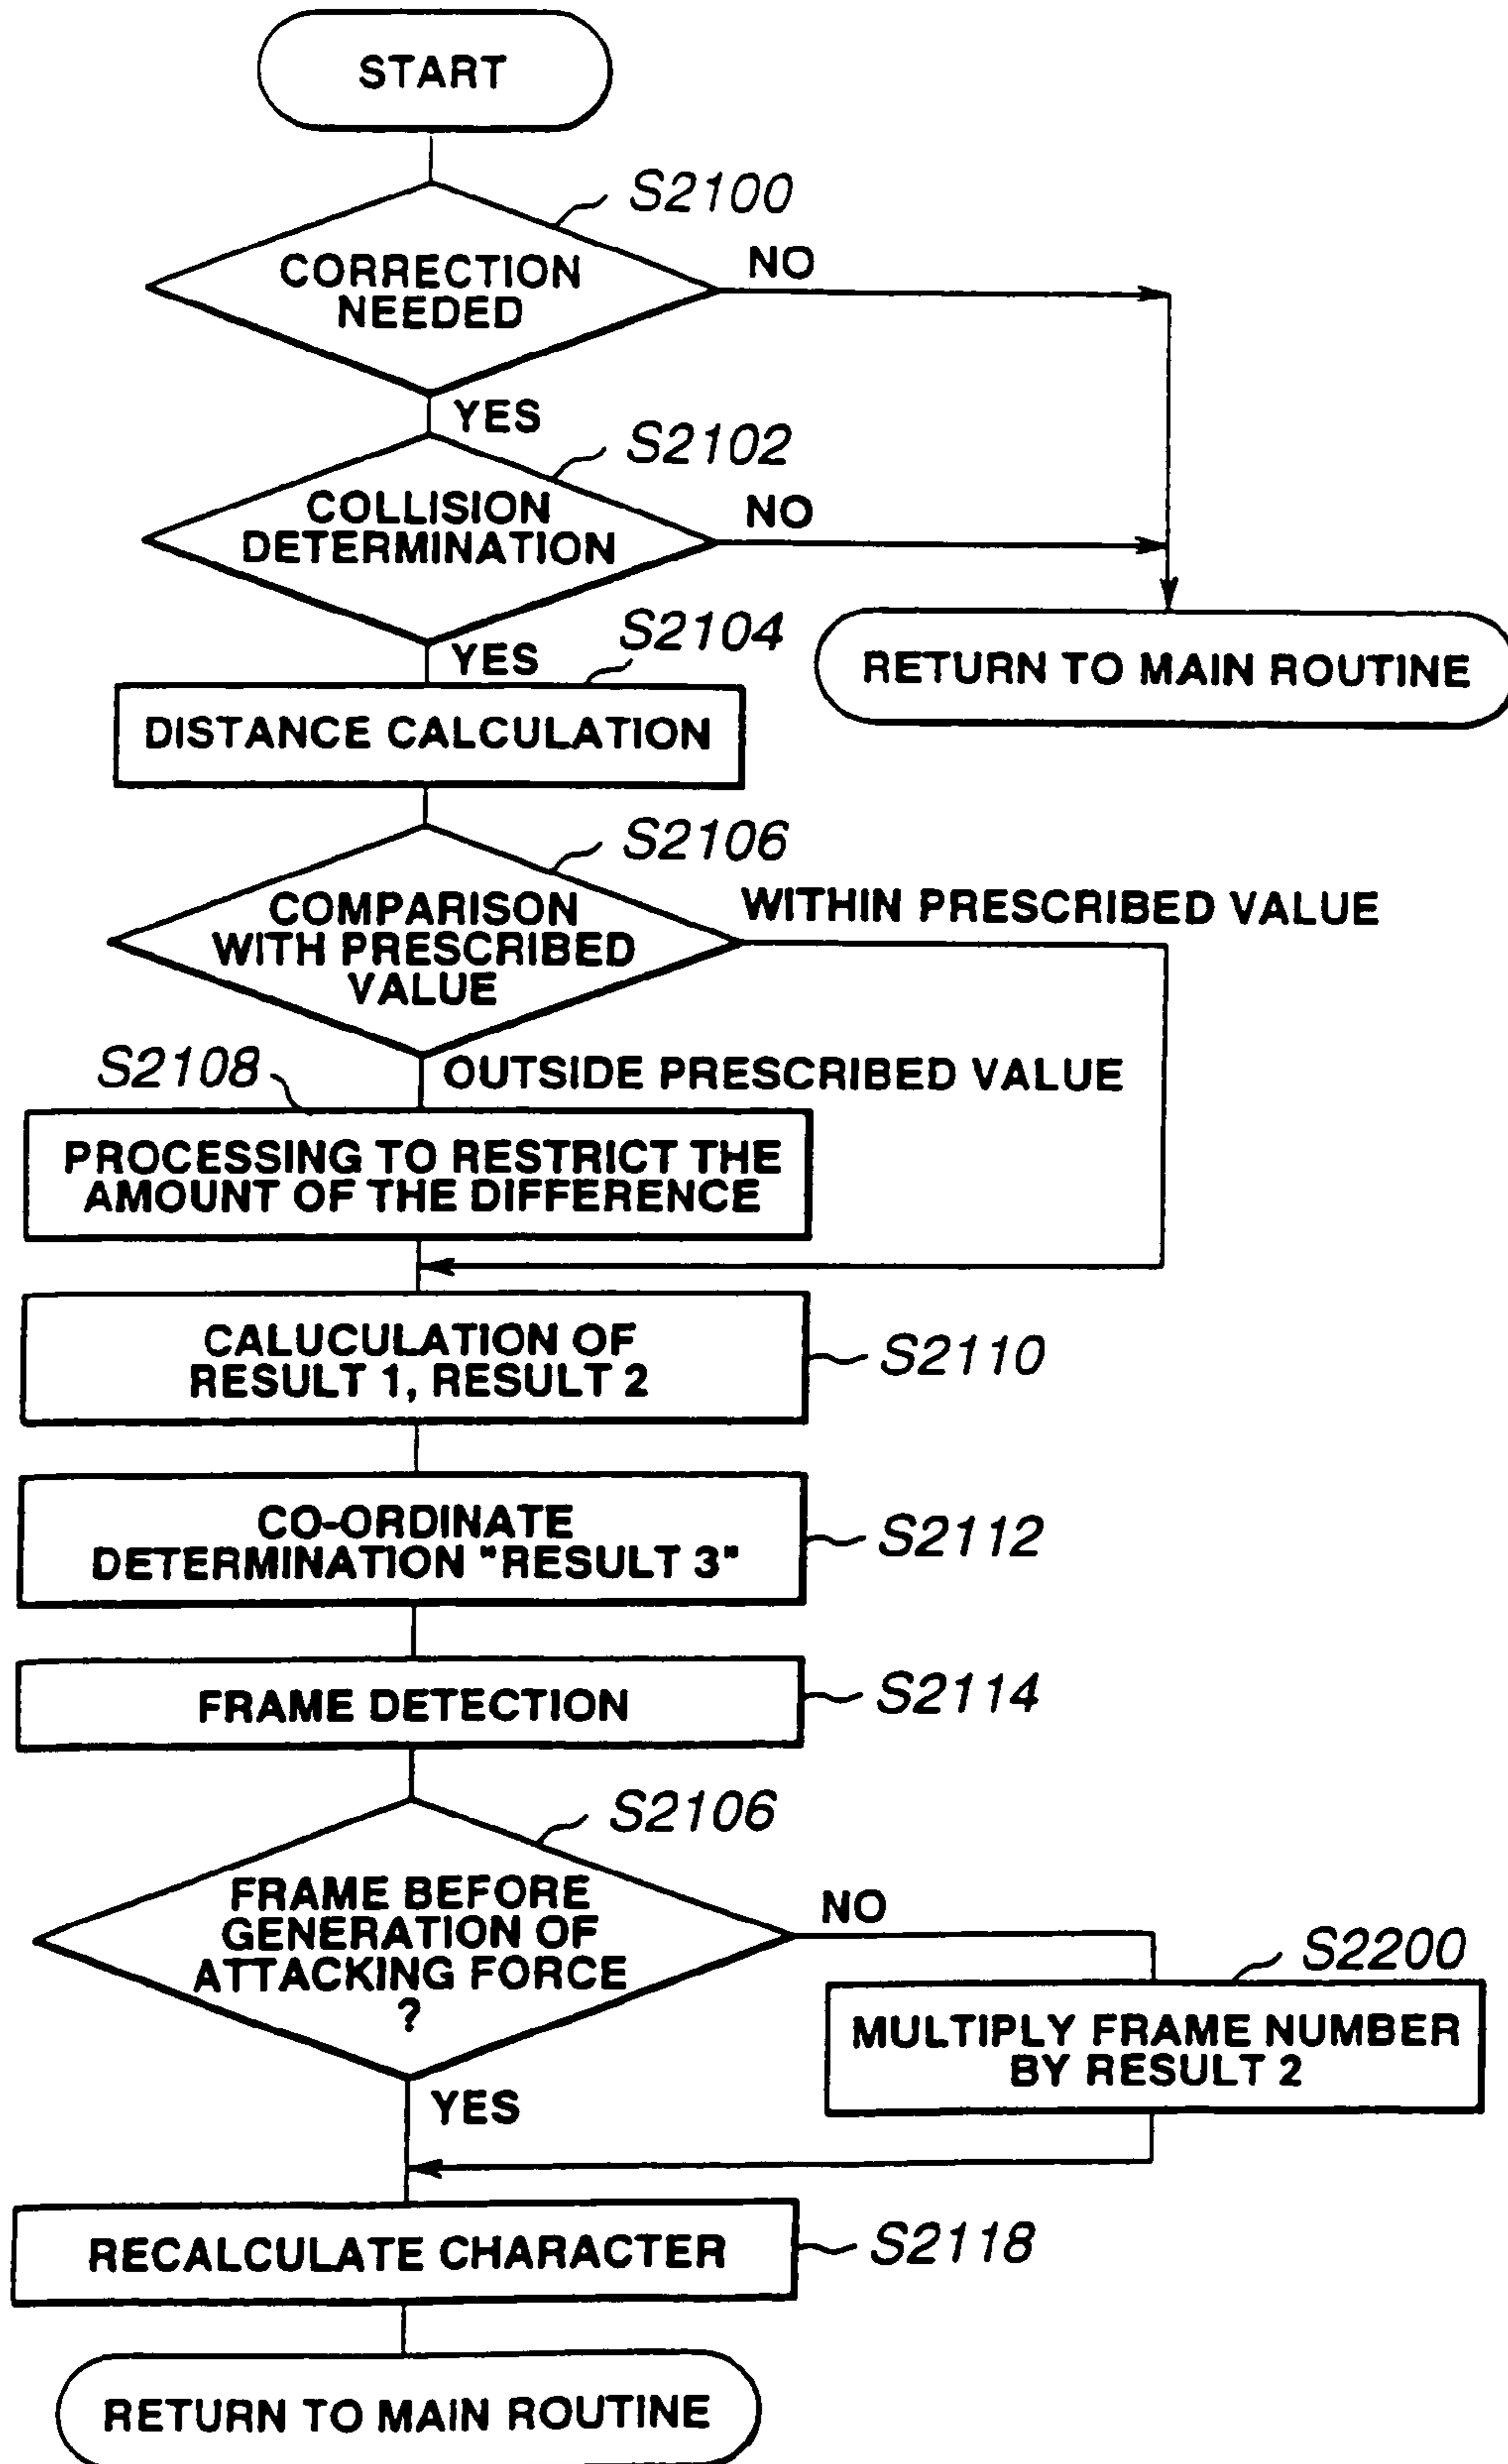 START
S2100
CORRECTION
NEEDED
NO
YES
S2102
COLLISION
DETERMINATION
NO
YES
S2104
RETURN TO MAIN ROUTINE
DISTANCE CALCULATION
S2106
COMPARISON
WITH PRESCRIBED
VALUE
WITHIN PRESCRIBED VALUE
S2108
OUTSIDE PRESCRIBED VALUE
PROCESSING TO RESTRICT THE
AMOUNT OF THE DIFFERENCE
CALUCULATION OF
RESULT 1, RESULT 2
S2110
CO-ORDINATE
DETERMINATION "RESULT 3"
S2112
FRAME DETECTION
S2114
S2106
FRAME BEFORE
GENERATION OF
ATTACKING FORCE
?
NO
S2200
MULTIPLY FRAME NUMBER
BY RESULT 2
YES
RECALCULATE CHARACTER
S2118
RETURN TO MAIN ROUTINE